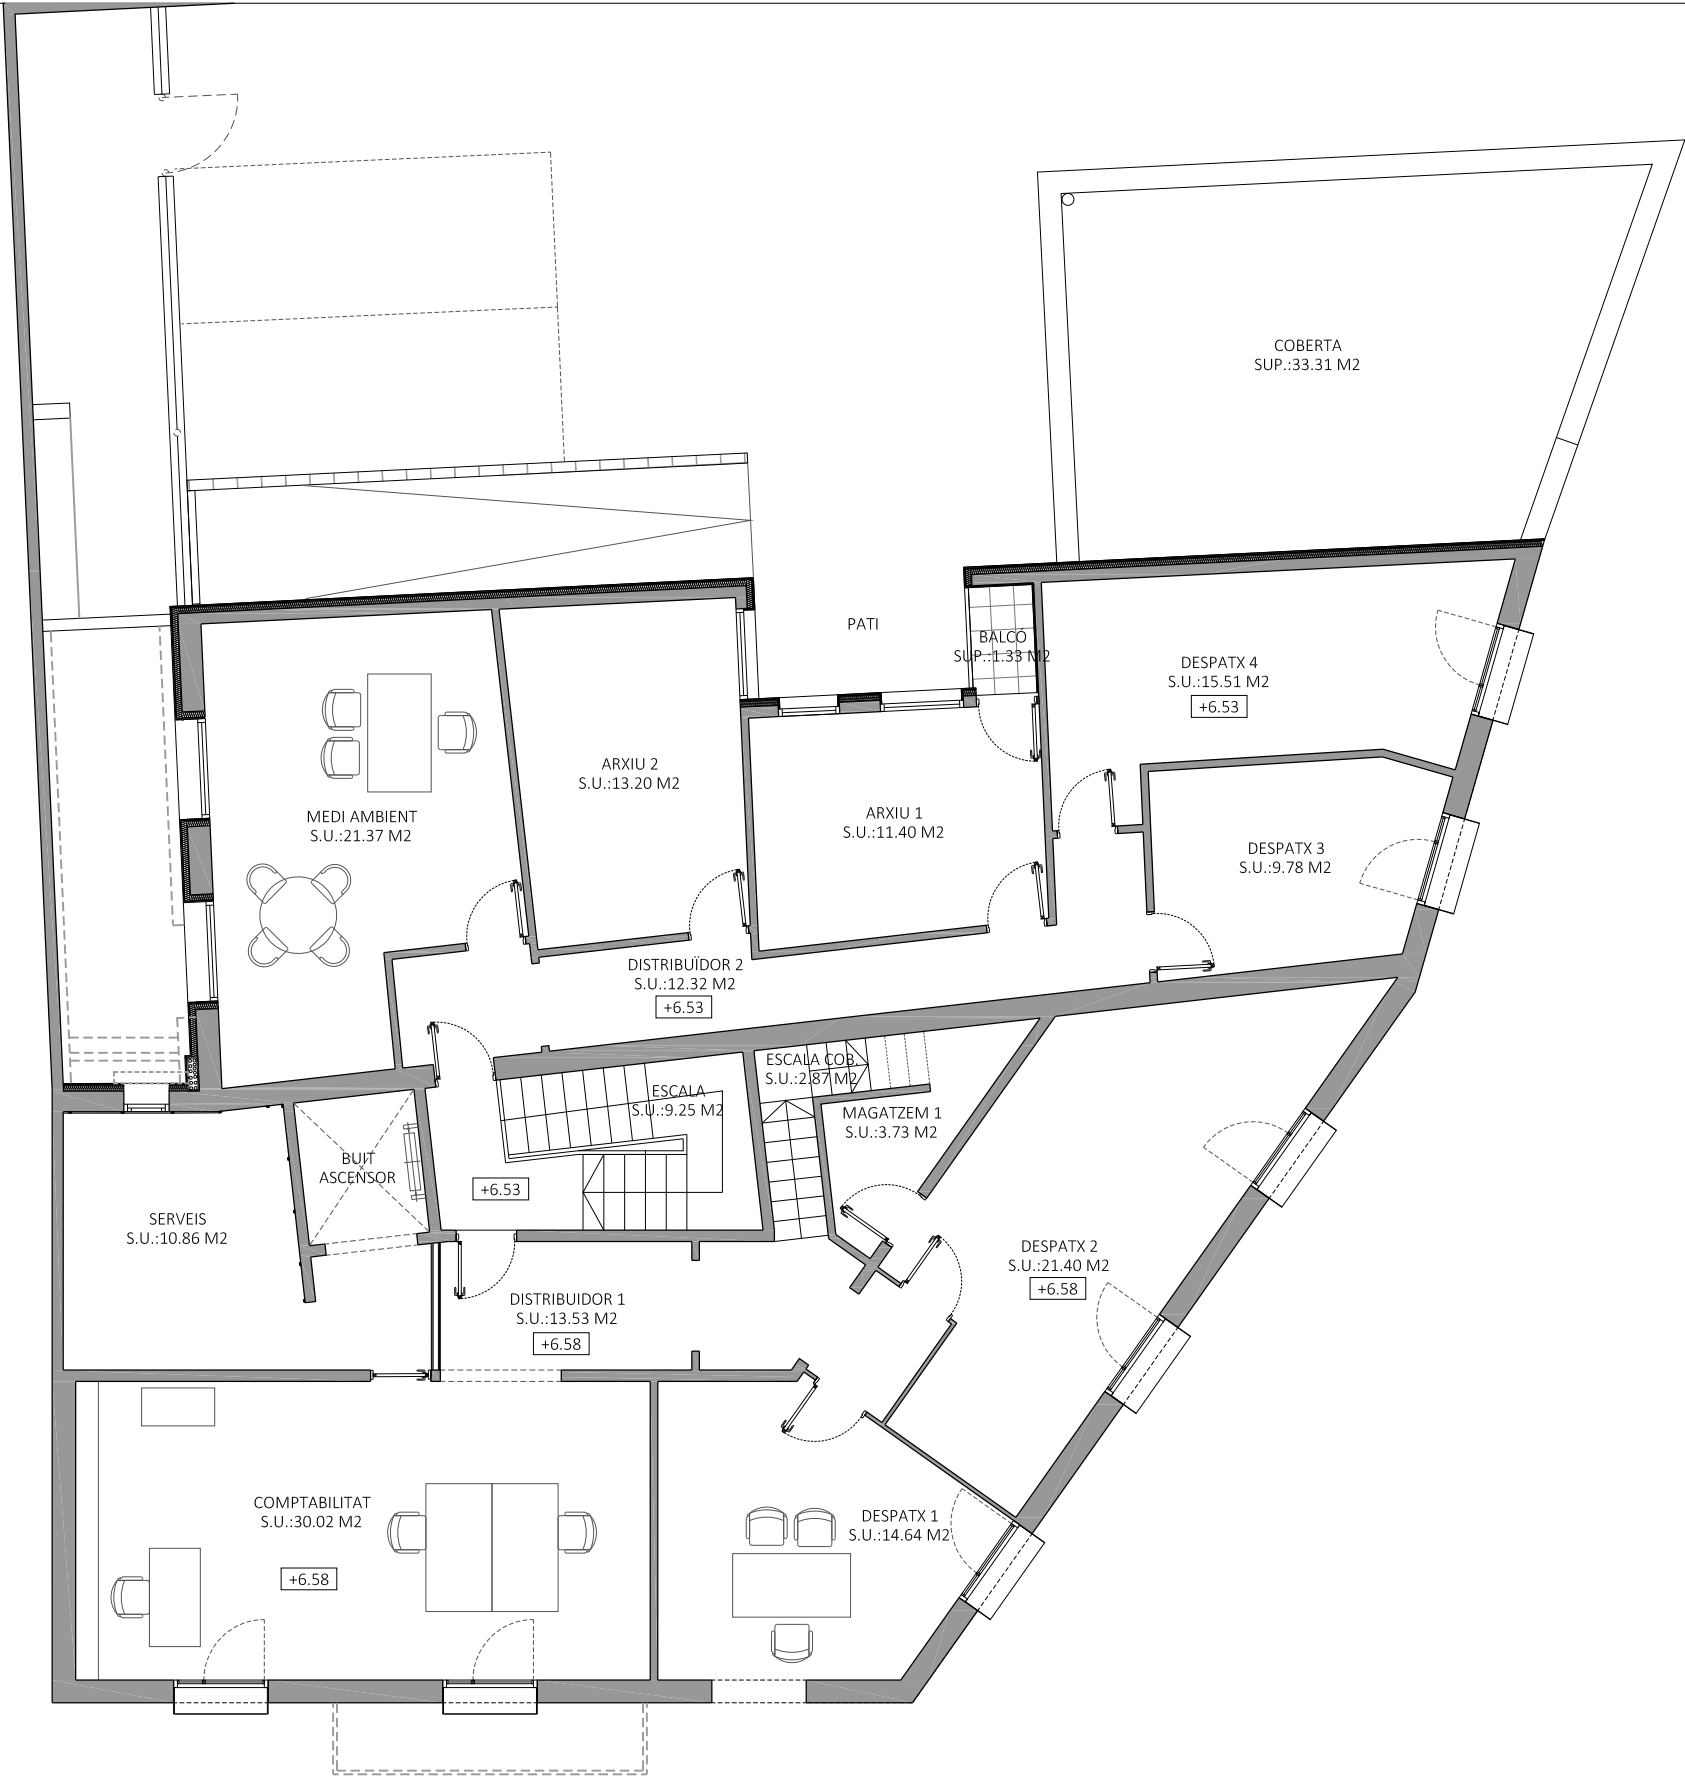 COBERTA
SUP.:33.31 M2
PATI
BALCÓ
SUP.:1.33 M2
DESPATX 4
S.U.:15.51 M2
+6.53
ARXIU 2
S.U.:13.20 M2
MEDI AMBIENT
S.U.:21.37 M2
ARXIU 1
S.U.:11.40 M2
DESPATX 3
S.U.:9.78 M2
DISTRIBUÏDOR 2
S.U.:12.32 M2
+6.53
ESCALA COB.
S.U.:2.87 M2
ESCALA
S.U.:9.25 M2
MAGATZEM 1
S.U.:3.73 M2
BUIT
ASCENSOR
+6.53
SERVEIS
S.U.:10.86 M2
DESPATX 2
S.U.:21.40 M2
+6.58
DISTRIBUIDOR 1
S.U.:13.53 M2
+6.58
COMPTABILITAT
S.U.:30.02 M2
+6.58
DESPATX 1
S.U.:14.64 M2